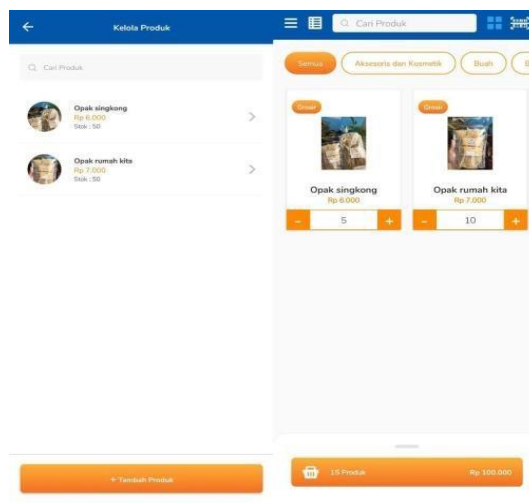 Kelola Produk
Cari Produk
Opak singkong
Rp 6.000
Stok : 50
Opak rumah kita
Rp 7.000
Stok : 50
+ Tambah Produk
Cari Produk
Semua
Aksesoris dan Kosmetik
Buah
B
Grosir
Grosir
Opak singkong
Opak rumah kita
Rp 6.000
Rp 7.000
- 5 +
- 10 +
15 Produk
Rp 100.000